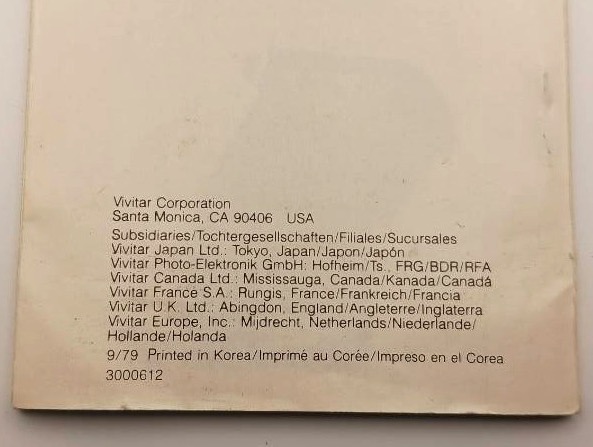 Vivitar Corporation
Santa Monica, CA 90406 USA
Subsidiaries/Tochtergesellschaften/Filiales/Sucursales
Vivitar Japan Ltd.: Tokyo, Japan/Japon/Japón
Vivitar Photo-Elektronik GmbH: Hofheim/Ts., FRG/BDR/RFA
Vivitar Canada Ltd.: Mississauga, Canada/Kanada/Canadá
Vivitar France S.A.: Rungis, France/Frankreich/Francia
Vivitar U.K. Ltd.: Abingdon, England/Angleterre/Inglaterra
Vivitar Europe, Inc.: Mijdrecht, Netherlands/Niederlande/
Hollande/Holanda
9/79 Printed in Korea/Imprimé au Corée/Impreso en el Corea
3000612